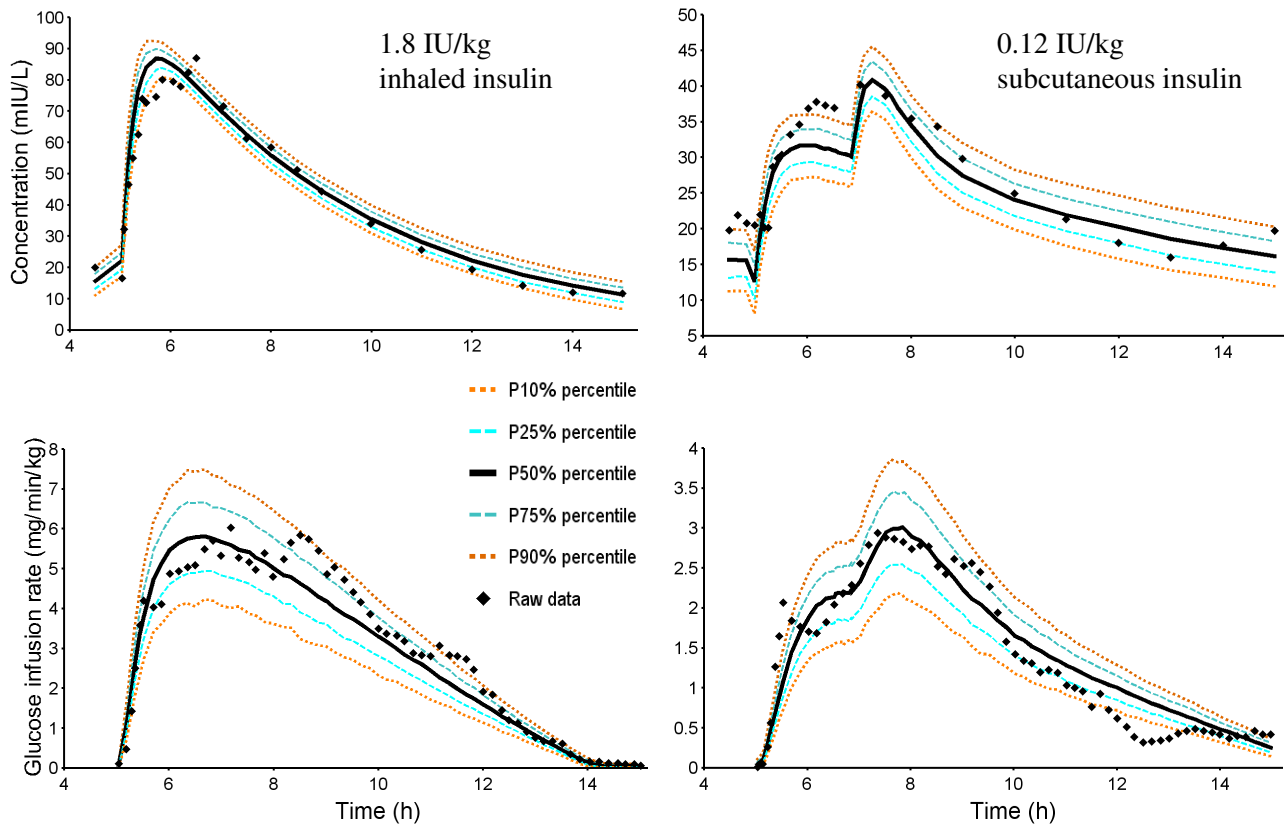 1.8 IU/kg
inhaled insulin
Concentration (mIU/L)
100
90
80
70
60
50
40
30
20
10
0
4 6 8 10 12 14
0.12 IU/kg
subcutaneous insulin
50
45
40
35
30
25
20
15
10
5
4 6 8 10 12 14
P10% percentile
P25% percentile
P50% percentile
P75% percentile
P90% percentile
Raw data
Glucose infusion rate (mg/min/kg)
8
7
6
5
4
3
2
1
0
4 6 8 10 12 14
Time (h)
4
3.5
3
2.5
2
1.5
1
0.5
0
4 6 8 10 12 14
Time (h)